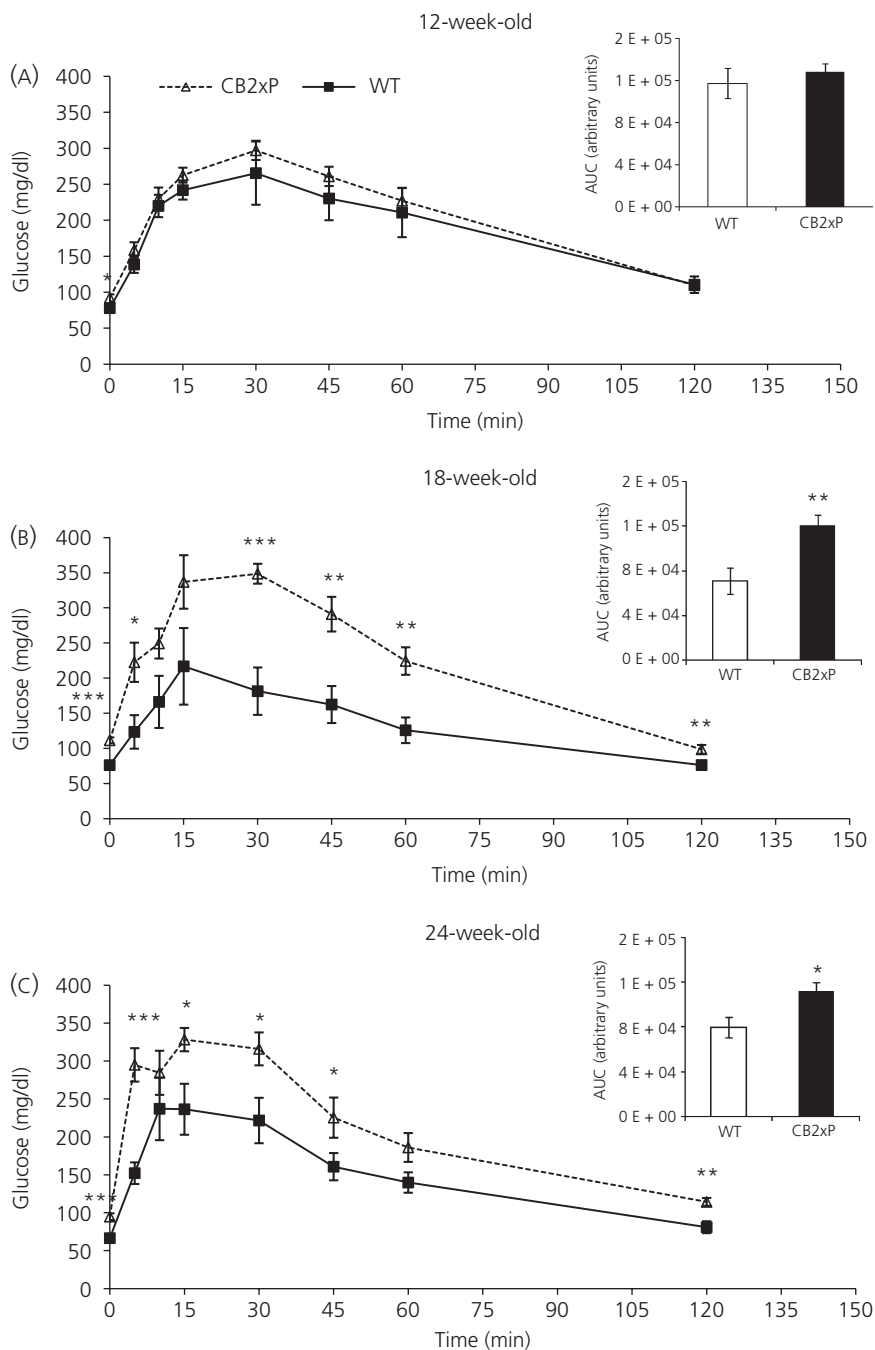 12-week-old
(A)
CB2xP WT
400
350
300
250
200
150
100
50
0
Glucose (mg/dl)
*
0 15 30 45 60 75 90 105 120 135 150
Time (min)
2 E + 05
1 E + 05
8 E + 04
4 E + 04
0 E + 00
AUC (arbitrary units)
WT CB2xP
18-week-old
(B)
400
350
300
250
200
150
100
50
0
Glucose (mg/dl)
*** * *** ** ** **
0 15 30 45 60 75 90 105 120 135 150
Time (min)
2 E + 05
1 E + 05
8 E + 04
4 E + 04
0 E + 00
AUC (arbitrary units)
**
WT CB2xP
24-week-old
(C)
400
350
300
250
200
150
100
50
0
Glucose (mg/dl)
*** *** * * * **
0 15 30 45 60 75 90 105 120 135 150
Time (min)
2 E + 05
1 E + 05
8 E + 04
4 E + 04
0 E + 00
AUC (arbitrary units)
*
WT CB2xP